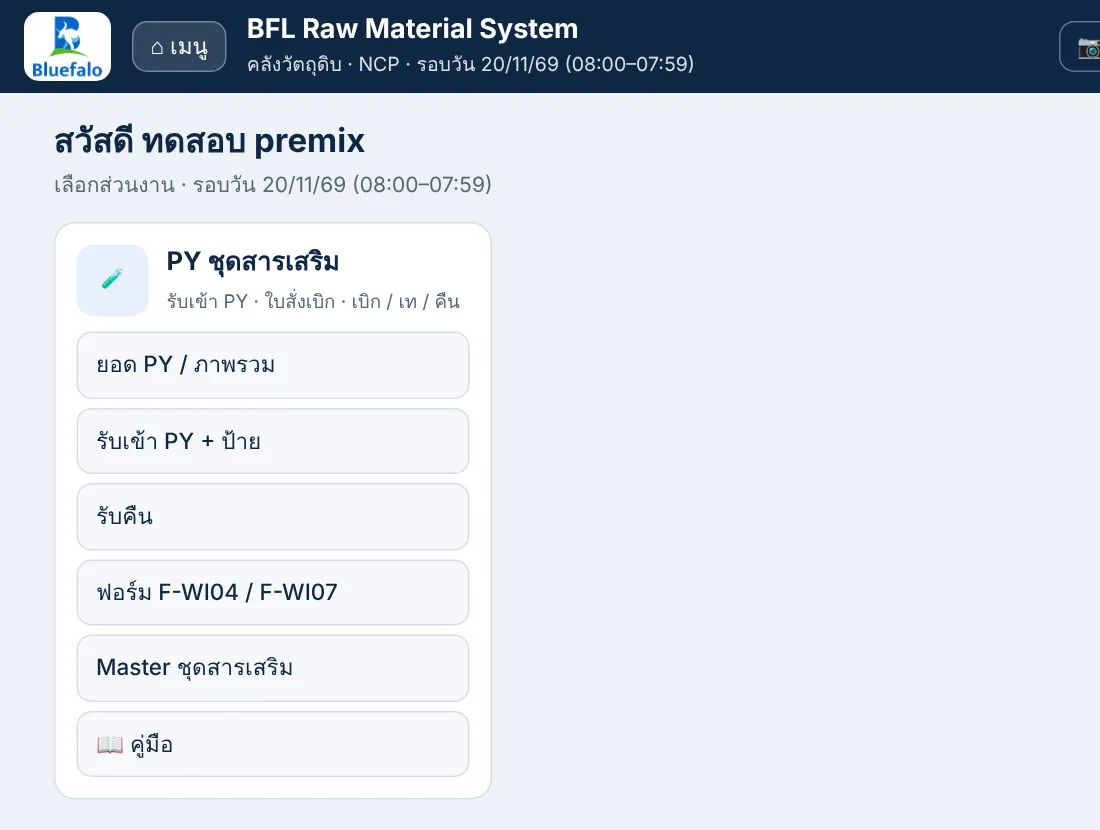 Bluefalo
⌂ เมนู
BFL Raw Material System
คลังวัตถุดิบ · NCP · รอบวัน 20/11/69 (08:00–07:59)
สวัสดี ทดสอบ premix
เลือกส่วนงาน · รอบวัน 20/11/69 (08:00–07:59)
PY ชุดสารเสริม
รับเข้า PY · ใบสั่งเบิก · เบิก / เท / คืน
ยอด PY / ภาพรวม
รับเข้า PY + ป้าย
รับคืน
ฟอร์ม F-WI04 / F-WI07
Master ชุดสารเสริม
📖 คู่มือ